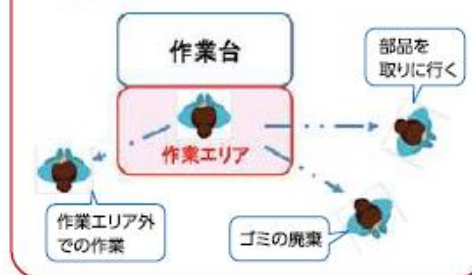 作業台
部品を
取りに行く
作業エリア
作業エリア外
での作業
ゴミの廃棄